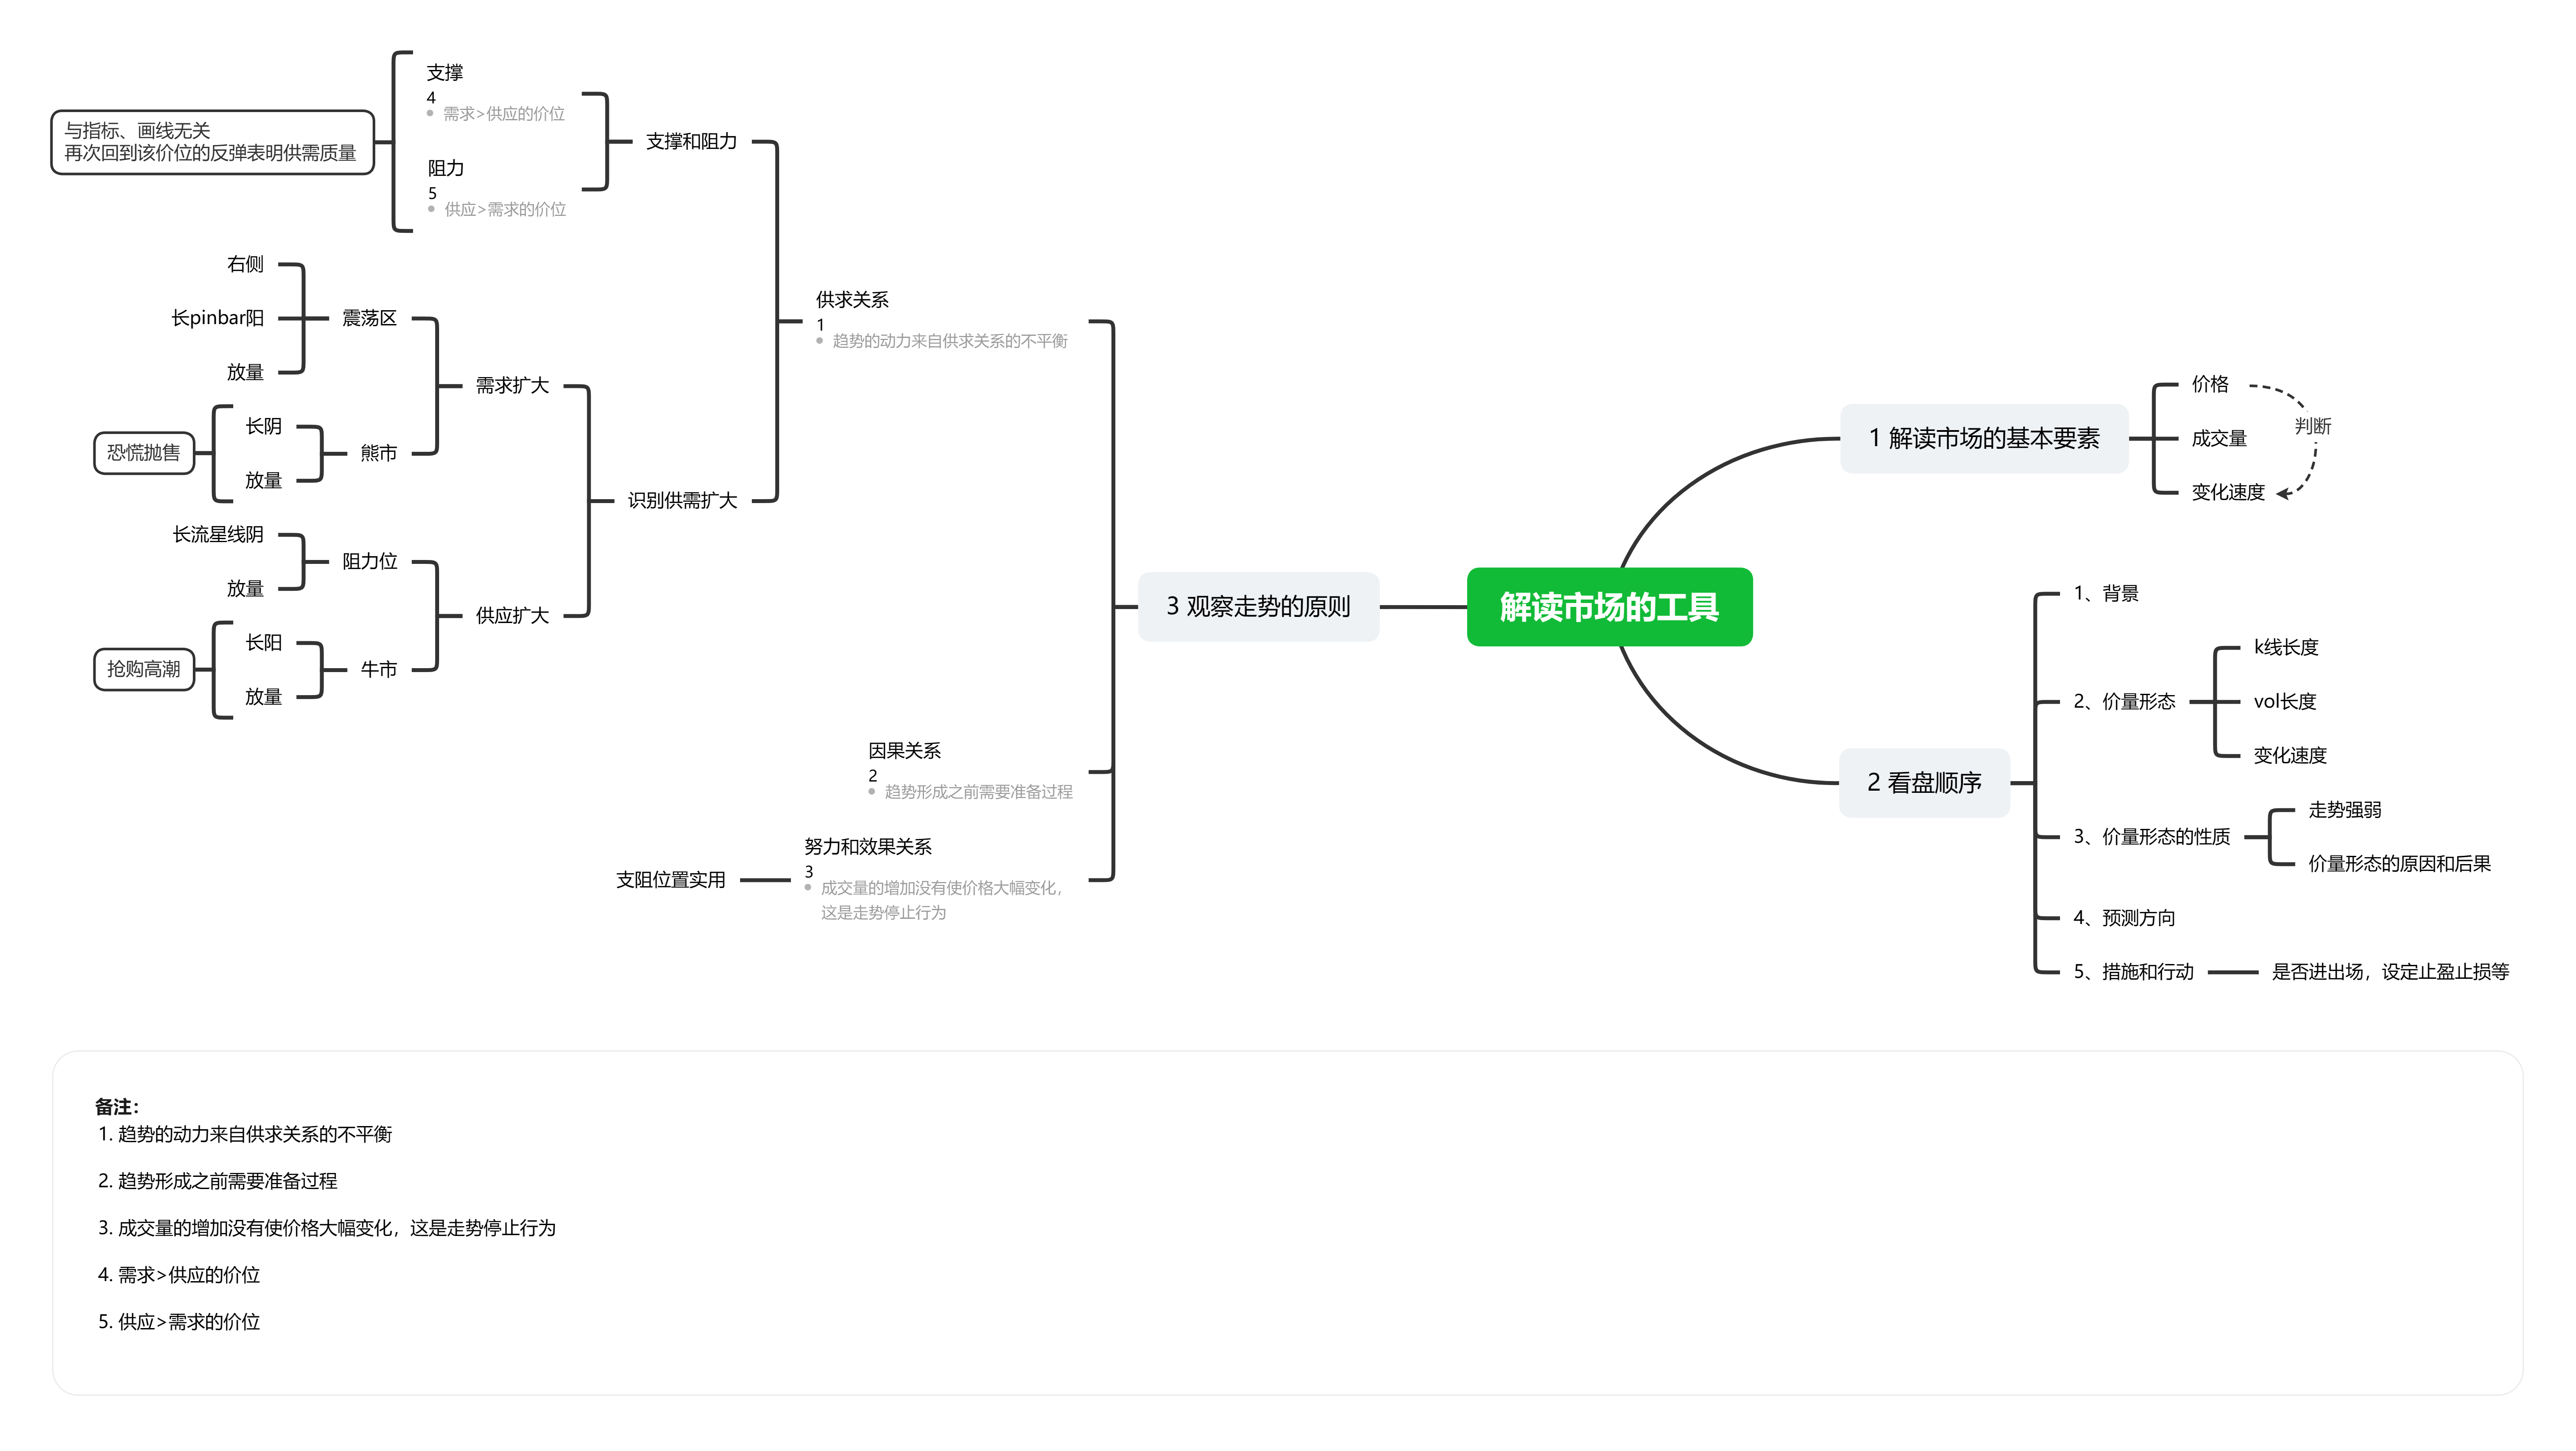 解读市场的工具
1 解读市场的基本要素
价格
成交量
变化速度
判断
2 看盘顺序
1、背景
2、价量形态
k线长度
vol长度
变化速度
3、价量形态的性质
走势强弱
价量形态的原因和后果
4、预测方向
5、措施和行动
是否进出场，设定止盈止损等
3 观察走势的原则
供求关系
1
趋势的动力来自供求关系的不平衡
支撑和阻力
支撑
4
需求>供应的价位
阻力
5
供应>需求的价位
与指标、画线无关
再次回到该价位的反弹表明供需质量
识别供需扩大
需求扩大
震荡区
右侧
长pinbar阳
放量
熊市
长阴
放量
恐慌抛售
供应扩大
阻力位
长流星线阴
放量
牛市
长阳
放量
抢购高潮
因果关系
2
趋势形成之前需要准备过程
努力和效果关系
3
成交量的增加没有使价格大幅变化，
这是走势停止行为
支阻位置实用
备注：
1. 趋势的动力来自供求关系的不平衡
2. 趋势形成之前需要准备过程
3. 成交量的增加没有使价格大幅变化，这是走势停止行为
4. 需求>供应的价位
5. 供应>需求的价位